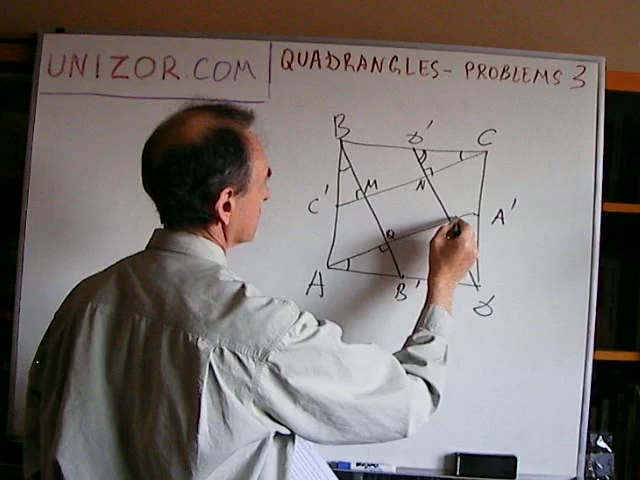 UNIZOR.COM
QUADRANGLES - PROBLEMS 3
B D' C
C' M N A'
A B' D